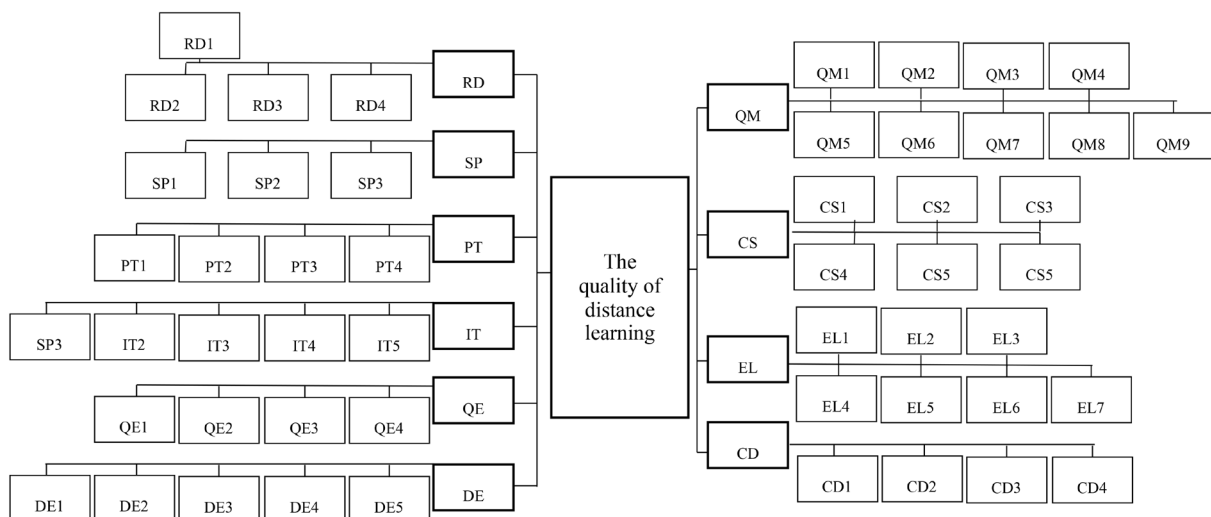 RD1
RD
RD2 RD3 RD4
SP
SP1 SP2 SP3
PT
PT1 PT2 PT3 PT4
IT
SP3 IT2 IT3 IT4 IT5
QE
QE1 QE2 QE3 QE4
DE
DE1 DE2 DE3 DE4 DE5
The
quality of
distance
learning
QM1 QM2 QM3 QM4
QM
QM5 QM6 QM7 QM8 QM9
CS1 CS2 CS3
CS
CS4 CS5 CS5
EL1 EL2 EL3
EL
EL4 EL5 EL6 EL7
CD
CD1 CD2 CD3 CD4